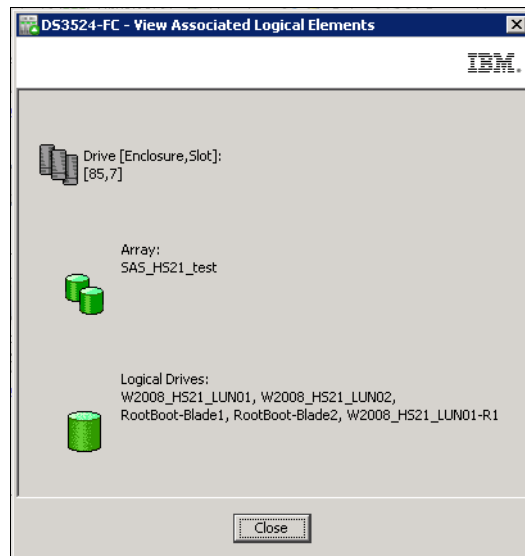 DS3524-FC - View Associated Logical Elements
IBM.
Drive [Enclosure,Slot]:
[85,7]
Array:
SAS_HS21_test
Logical Drives:
W2008_HS21_LUN01, W2008_HS21_LUN02,
RootBoot-Blade1, RootBoot-Blade2, W2008_HS21_LUN01-R1
Close